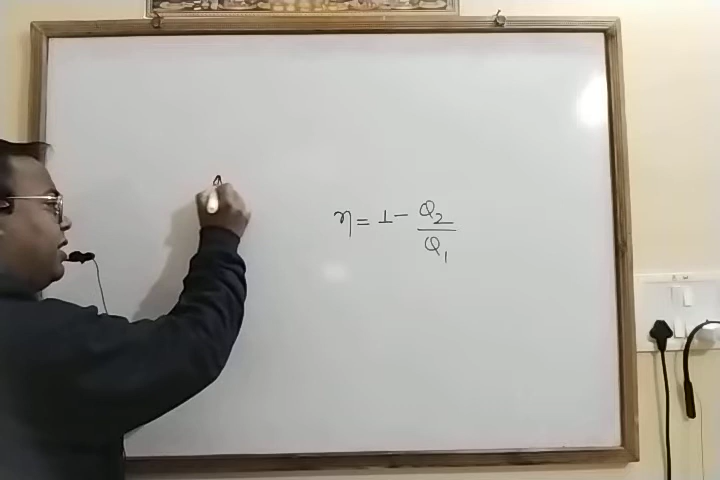 η = 1 - Q₂/Q₁